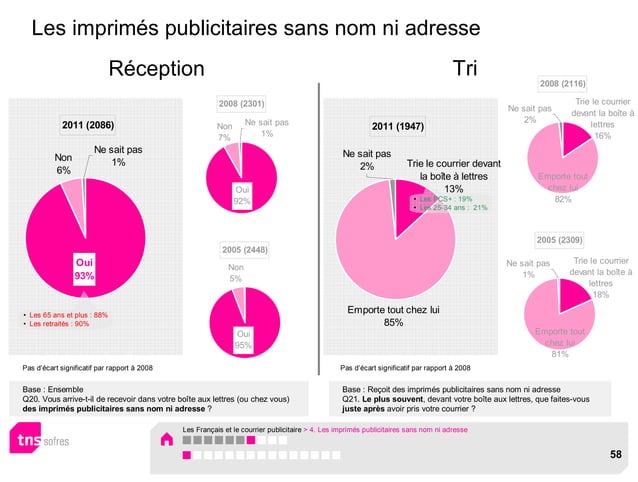 Les imprimés publicitaires sans nom ni adresse
Réception
2011 (2086)
Ne sait pas
1%
Non
6%
Oui
93%
• Les 65 ans et plus : 88%
• Les retraités : 90%
2008 (2301)
Non
7%
Ne sait pas
1%
Oui
92%
2005 (2448)
Non
5%
Oui
95%
Pas d'écart significatif par rapport à 2008
Base : Ensemble
Q20. Vous arrive-t-il de recevoir dans votre boîte aux lettres (ou chez vous)
des imprimés publicitaires sans nom ni adresse ?
Tri
2011 (1947)
Ne sait pas
2%
Trie le courrier devant
la boîte à lettres
13%
• Les PCS+ : 19%
• Les 25-34 ans : 21%
Emporte tout chez lui
85%
2008 (2116)
Ne sait pas
2%
Trie le courrier
devant la boîte à
lettres
16%
Emporte tout
chez lui
82%
2005 (2309)
Ne sait pas
1%
Trie le courrier
devant la boîte à
lettres
18%
Emporte tout
chez lui
81%
Pas d'écart significatif par rapport à 2008
Base : Reçoit des imprimés publicitaires sans nom ni adresse
Q21. Le plus souvent, devant votre boîte aux lettres, que faites-vous
juste après avoir pris votre courrier ?
tns sofres
Les Français et le courrier publicitaire > 4. Les imprimés publicitaires sans nom ni adresse
58